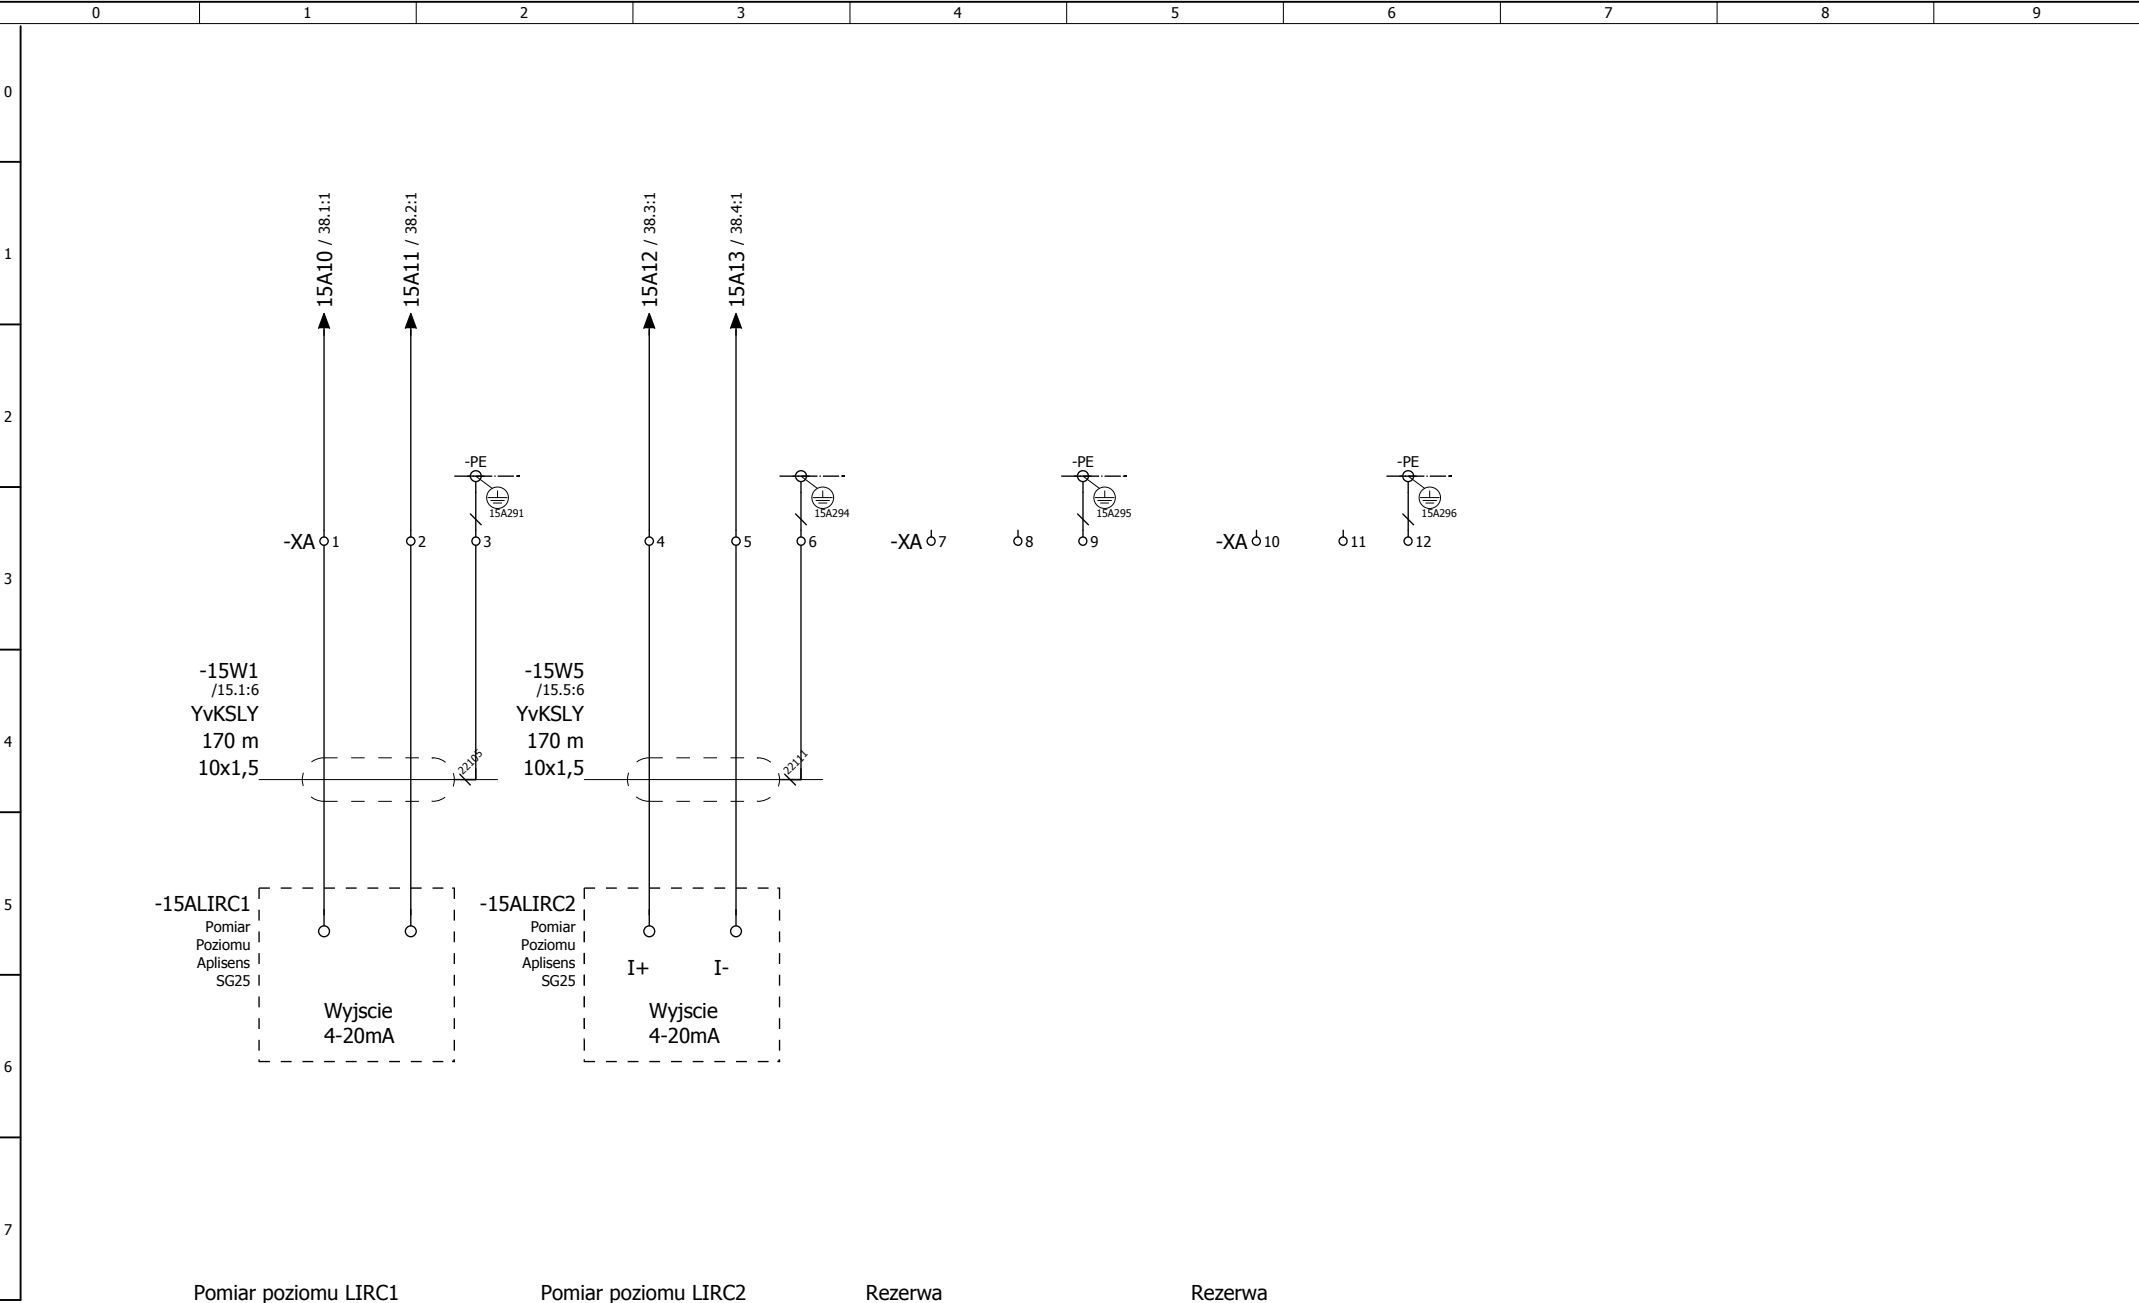 0 1 2 3 4 5 6 7 8 9
0
1
2
3
4
5
6
7
15A10 / 38.1:1
15A11 / 38.2:1
15A12 / 38.3:1
15A13 / 38.4:1
-PE
15A291
15A294
-PE
15A295
-PE
15A296
-XA 1 2 3 4 5 6
-XA 7 8 9
-XA 10 11 12
-15W1
/15.1:6
YvKSLY
170 m
10x1,5
22105
-15W5
/15.5:6
YvKSLY
170 m
10x1,5
22111
-15ALIRC1
Pomiar
Poziomu
Aplisens
SG25
Wyjscie
4-20mA
-15ALIRC2
Pomiar
Poziomu
Aplisens
SG25
I+ I-
Wyjscie
4-20mA
Pomiar poziomu LIRC1
Pomiar poziomu LIRC2
Rezerwa
Rezerwa